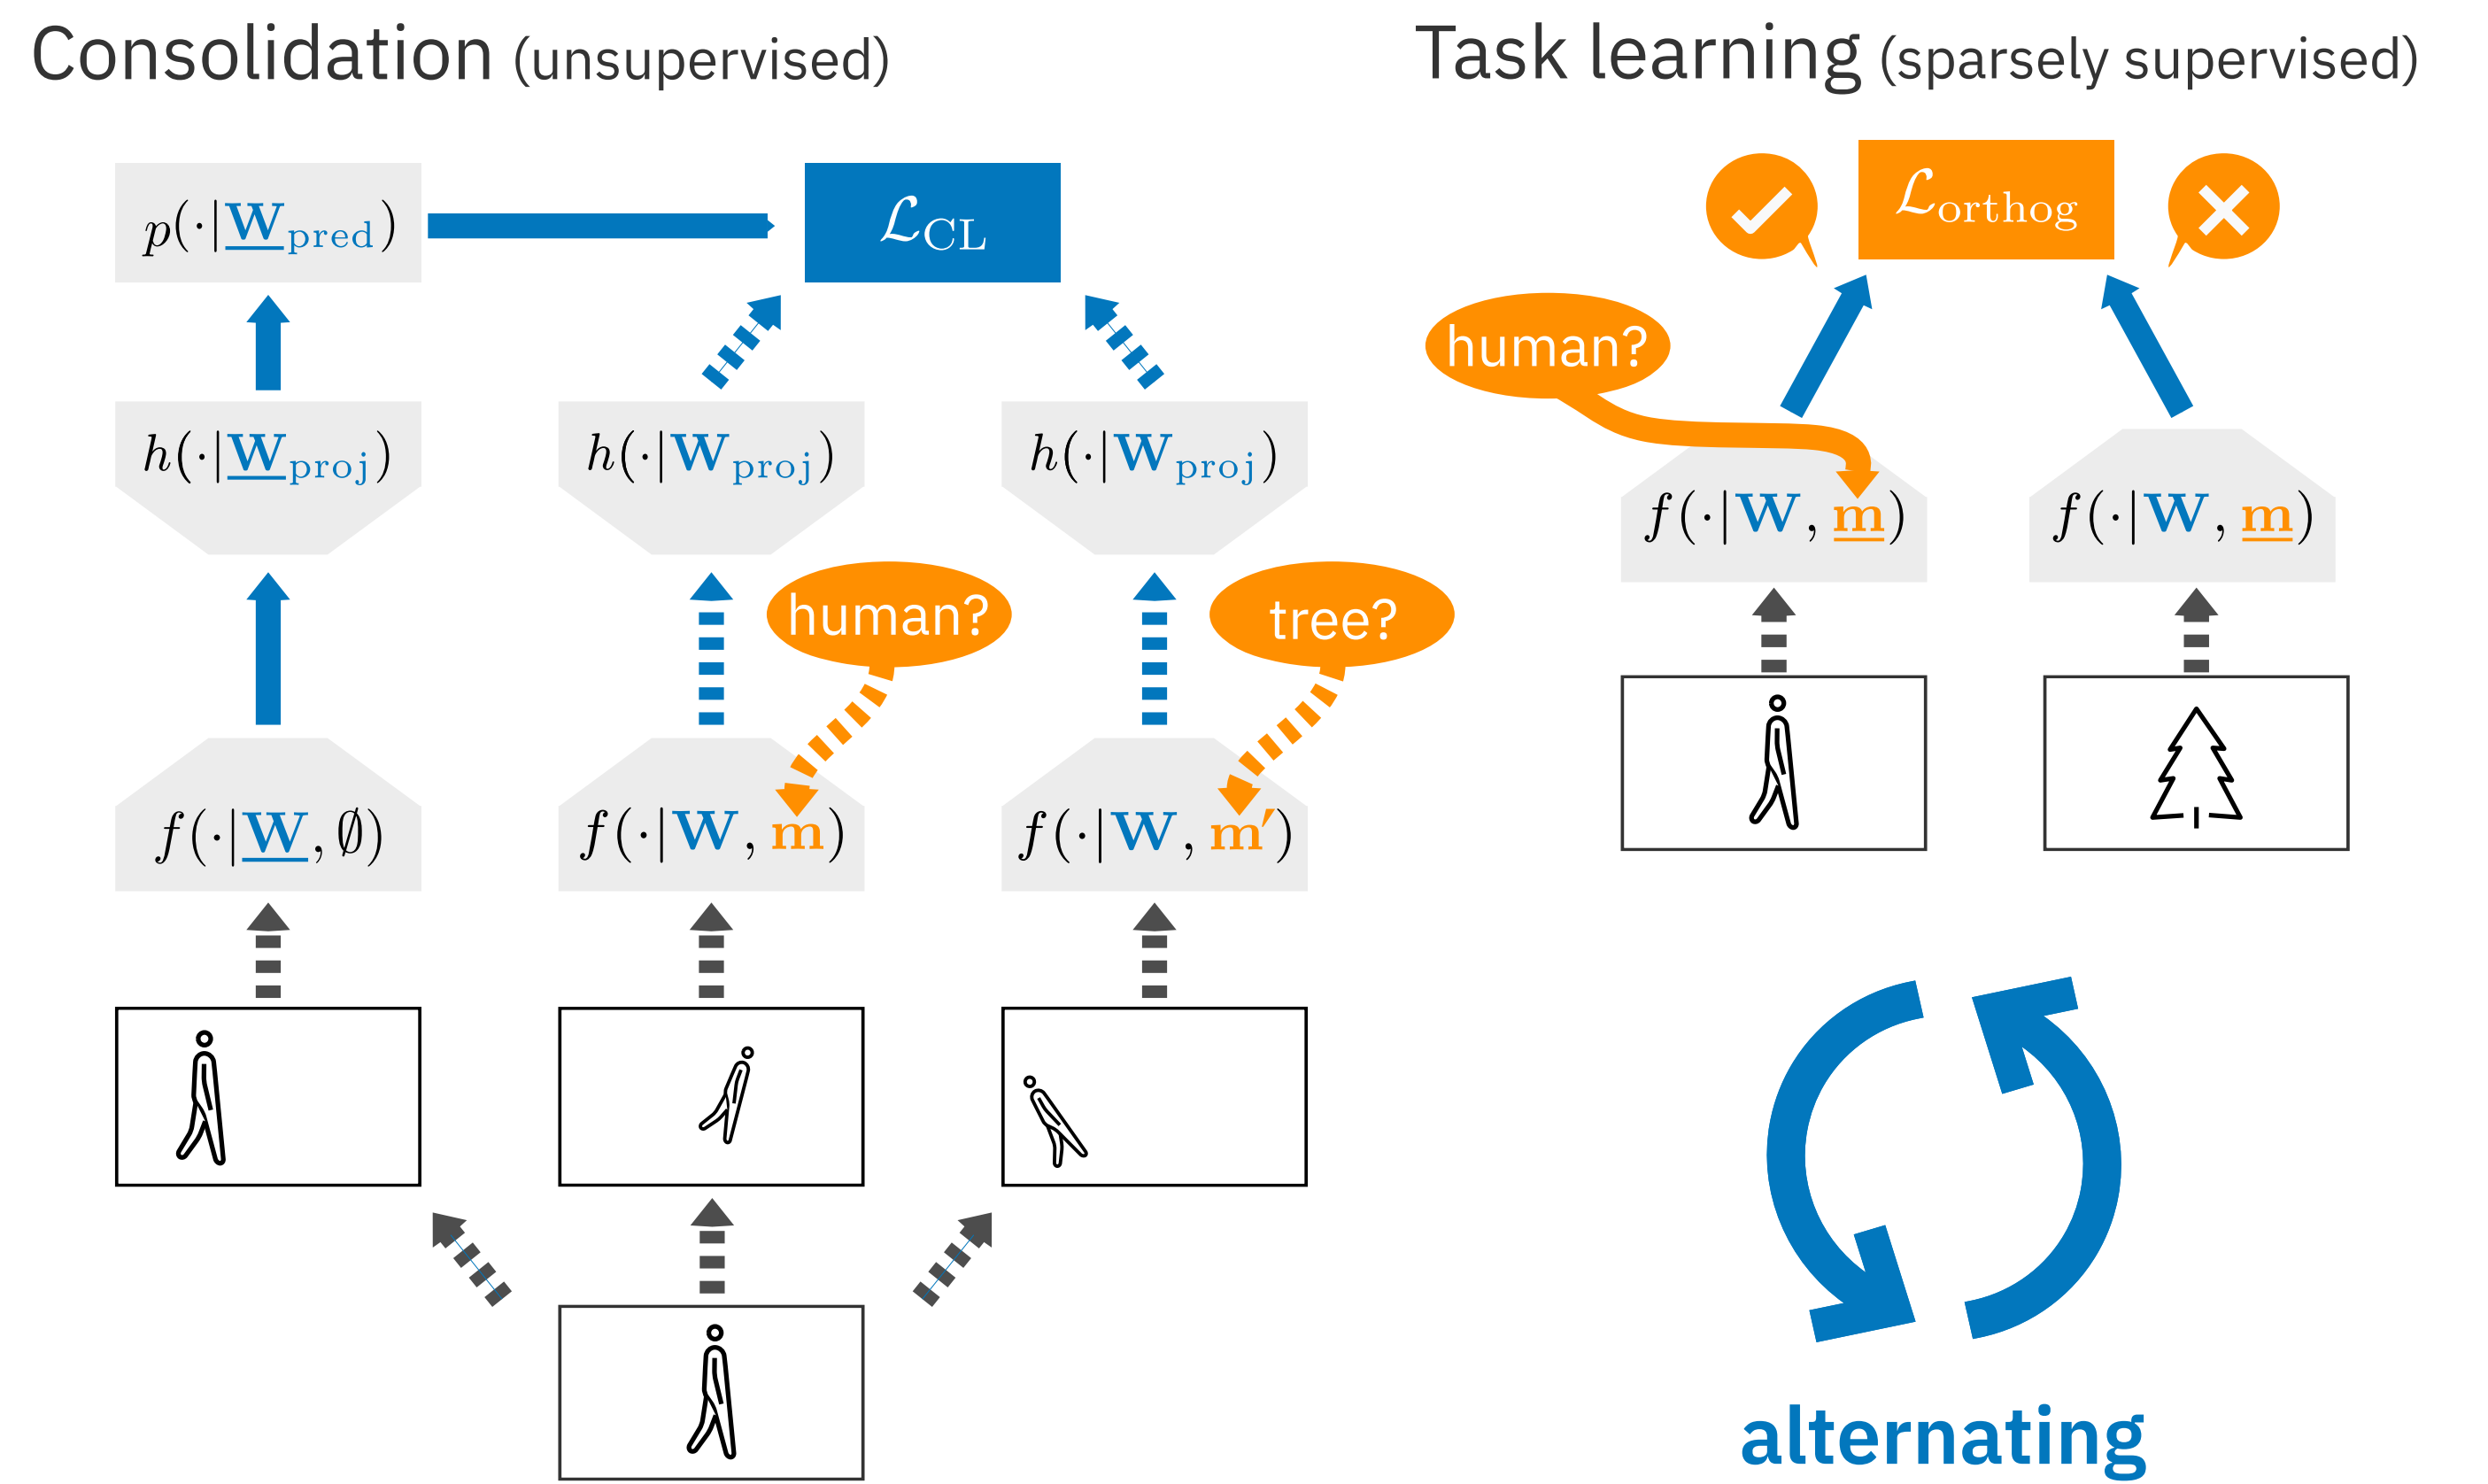 Consolidation (unsupervised)
Task learning (sparsely supervised)
p(·|W_pred)
ℒ_CL
ℒ_orthog
human?
h(·|W_proj)
h(·|W_proj)
h(·|W_proj)
f(·|W, m)
f(·|W, m)
human?
tree?
f(·|W, ∅)
f(·|W, m)
f(·|W, m′)
alternating